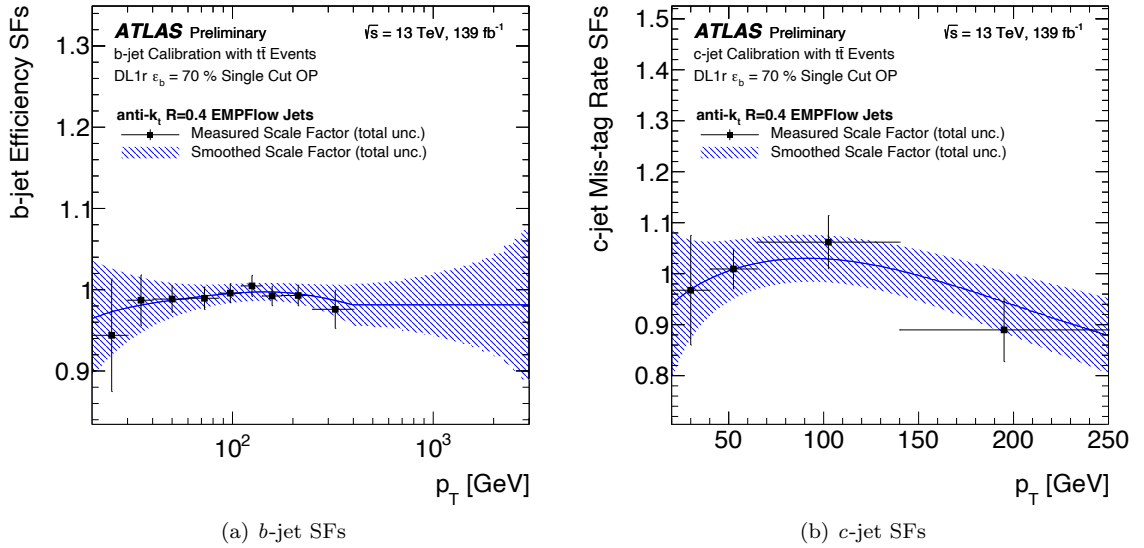 ATLAS Preliminary
√s = 13 TeV, 139 fb⁻¹
b-jet Calibration with tt̄ Events
DL1r ε_b = 70 % Single Cut OP
anti-k_t R=0.4 EMPFlow Jets
Measured Scale Factor (total unc.)
Smoothed Scale Factor (total unc.)
b-jet Efficiency SFs
1.3
1.2
1.1
1
0.9
10²
10³
p_T [GeV]
(a) b-jet SFs
ATLAS Preliminary
√s = 13 TeV, 139 fb⁻¹
c-jet Calibration with tt̄ Events
DL1r ε_b = 70 % Single Cut OP
anti-k_t R=0.4 EMPFlow Jets
Measured Scale Factor (total unc.)
Smoothed Scale Factor (total unc.)
c-jet Mis-tag Rate SFs
1.5
1.4
1.3
1.2
1.1
1
0.9
0.8
50 100 150 200 250
p_T [GeV]
(b) c-jet SFs